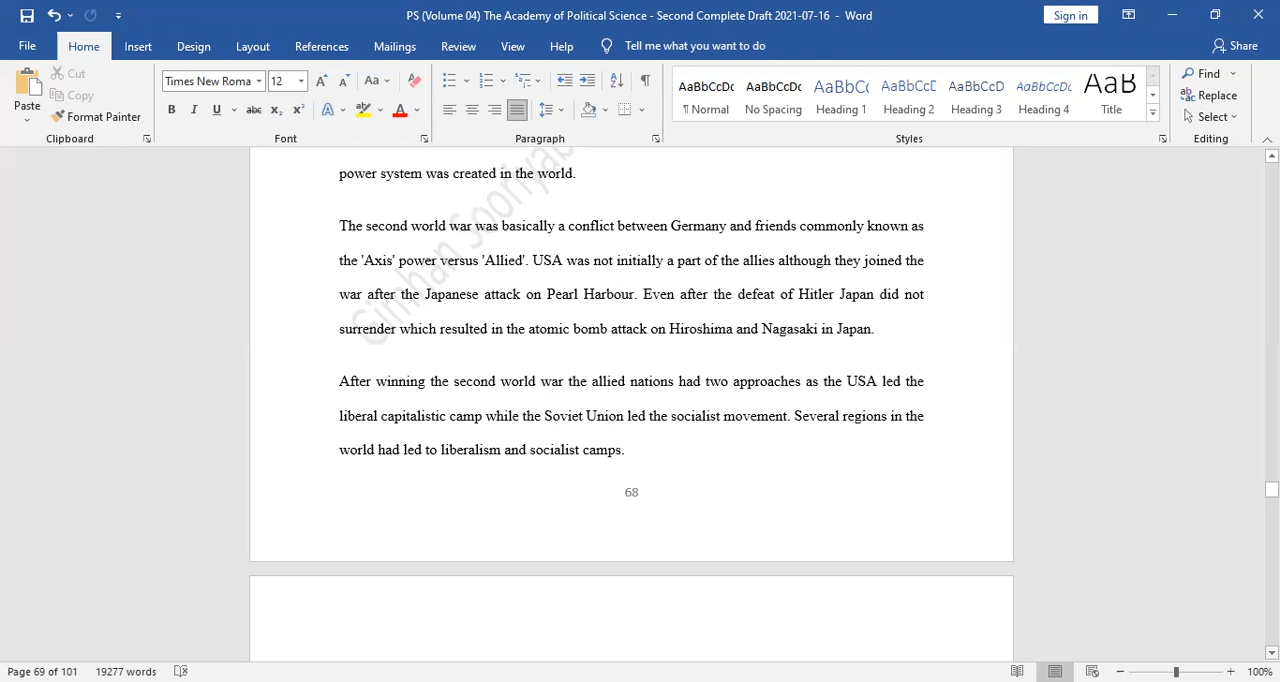 PS (Volume 04) The Academy of Political Science - Second Complete Draft 2021-07-16 - Word
Sign in
File Home Insert Design Layout References Mailings Review View Help Tell me what you want to do Share
Paste
Cut
Copy
Format Painter
Clipboard
Times New Roma 12
Font
Paragraph
AaBbCcDc AaBbCcDc AaBbCc AaBbCcD AaBbCcD AaBbCcDc AaB
¶ Normal No Spacing Heading 1 Heading 2 Heading 3 Heading 4 Title
Styles
Find
Replace
Select
Editing
power system was created in the world.
The second world war was basically a conflict between Germany and friends commonly known as
the 'Axis' power versus 'Allied'. USA was not initially a part of the allies although they joined the
war after the Japanese attack on Pearl Harbour. Even after the defeat of Hitler Japan did not
surrender which resulted in the atomic bomb attack on Hiroshima and Nagasaki in Japan.
After winning the second world war the allied nations had two approaches as the USA led the
liberal capitalistic camp while the Soviet Union led the socialist movement. Several regions in the
world had led to liberalism and socialist camps.
68
Gimhan
Page 69 of 101 19277 words
100%